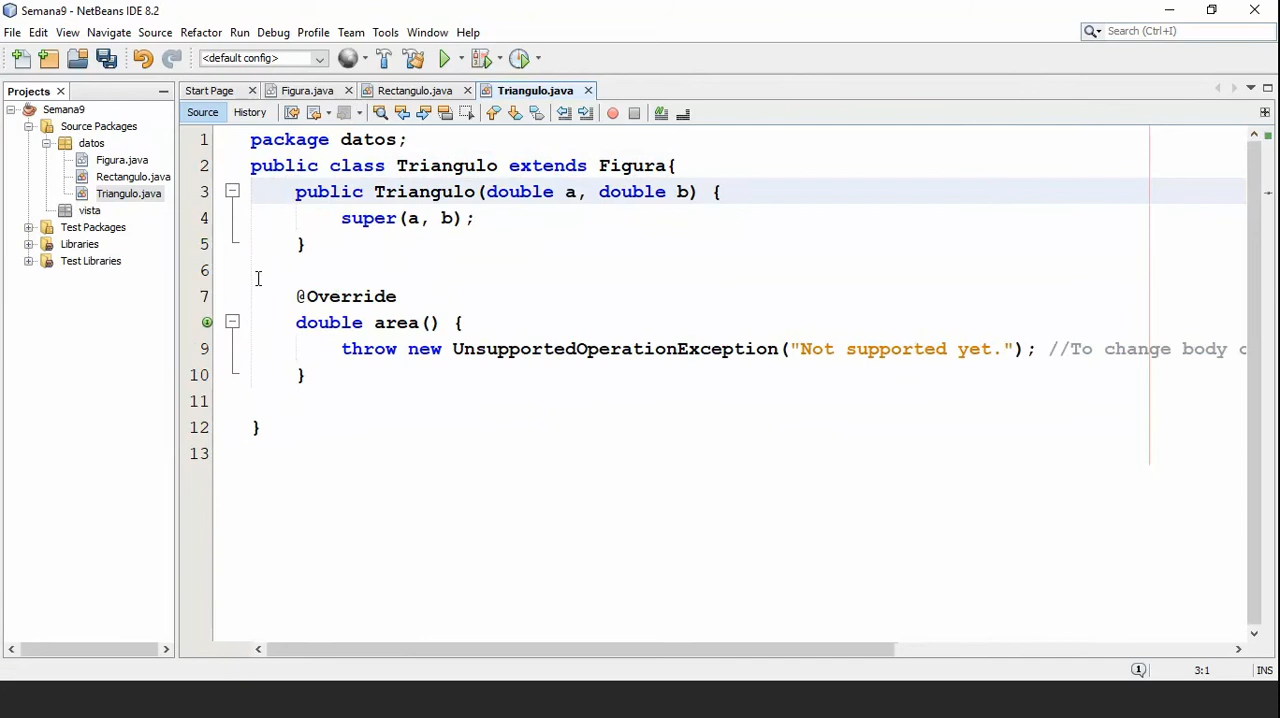 Semana9 - NetBeans IDE 8.2
File Edit View Navigate Source Refactor Run Debug Profile Team Tools Window Help
Search (Ctrl+I)
<default config>
Projects
Semana9
Source Packages
datos
Figura.java
Rectangulo.java
Triangulo.java
vista
Test Packages
Libraries
Test Libraries
Start Page Figura.java Rectangulo.java Triangulo.java
Source History
1 package datos;
2 public class Triangulo extends Figura{
3 public Triangulo(double a, double b) {
4 super(a, b);
5 }
6
7 @Override
double area() {
9 throw new UnsupportedOperationException("Not supported yet."); //To change body
10 }
11
12 }
13
3:1 INS